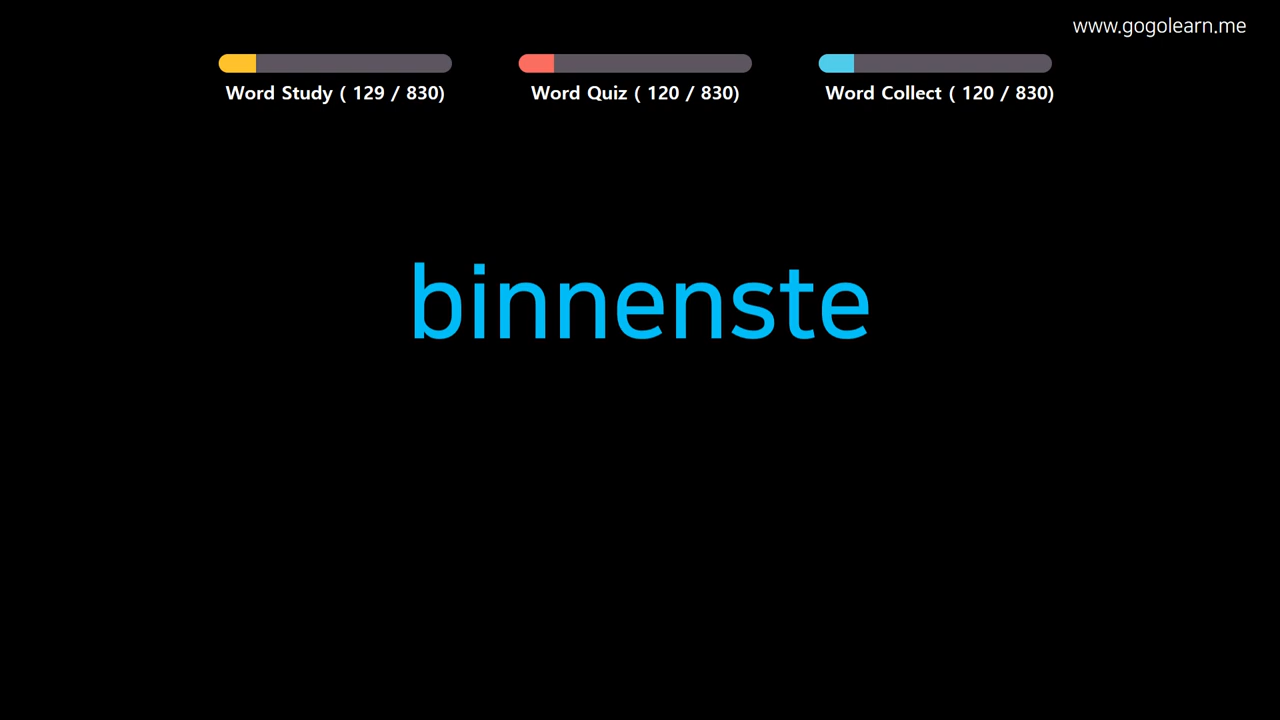 www.gogolearn.me
Word Study ( 129 / 830)
Word Quiz ( 120 / 830)
Word Collect ( 120 / 830)
binnenste